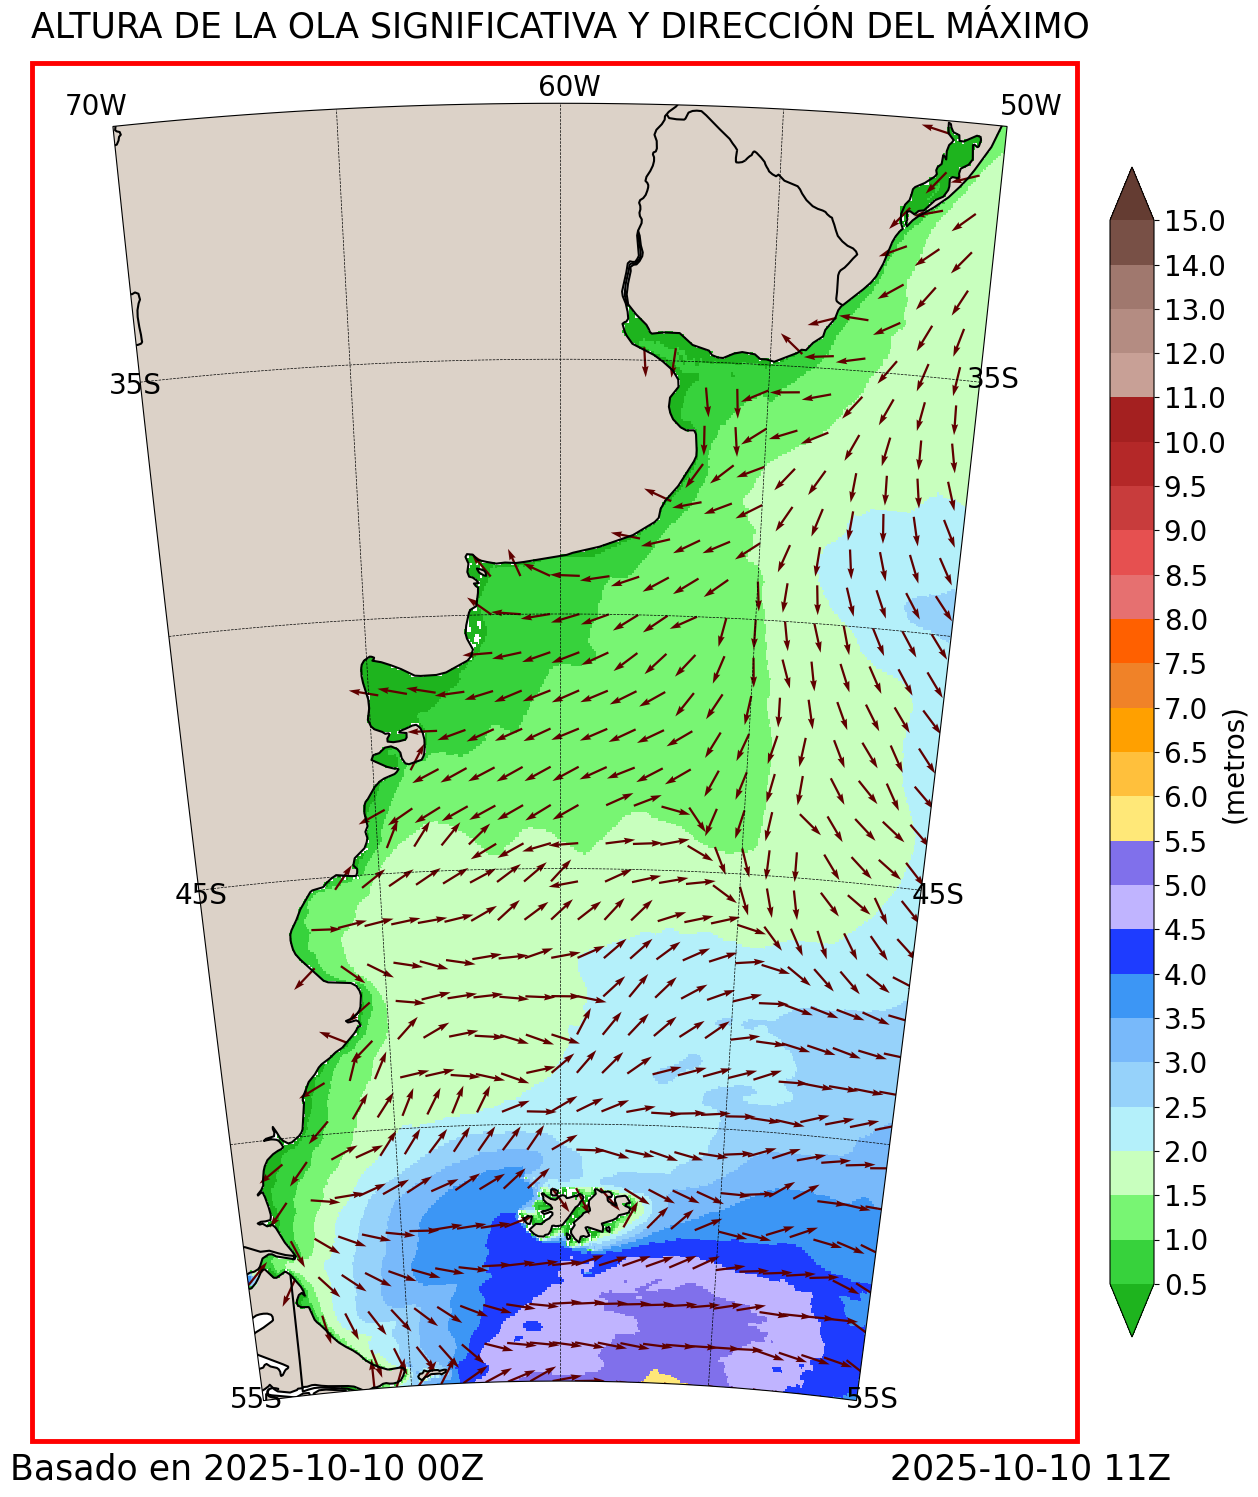 ALTURA DE LA OLA SIGNIFICATIVA Y DIRECCIÓN DEL MÁXIMO
70W
60W
50W
35S
35S
45S
45S
55S
55S
15.0
14.0
13.0
12.0
11.0
10.0
9.5
9.0
8.5
8.0
7.5
7.0
6.5
6.0
5.5
5.0
4.5
4.0
3.5
3.0
2.5
2.0
1.5
1.0
0.5
(metros)
Basado en 2025-10-10 00Z
2025-10-10 11Z